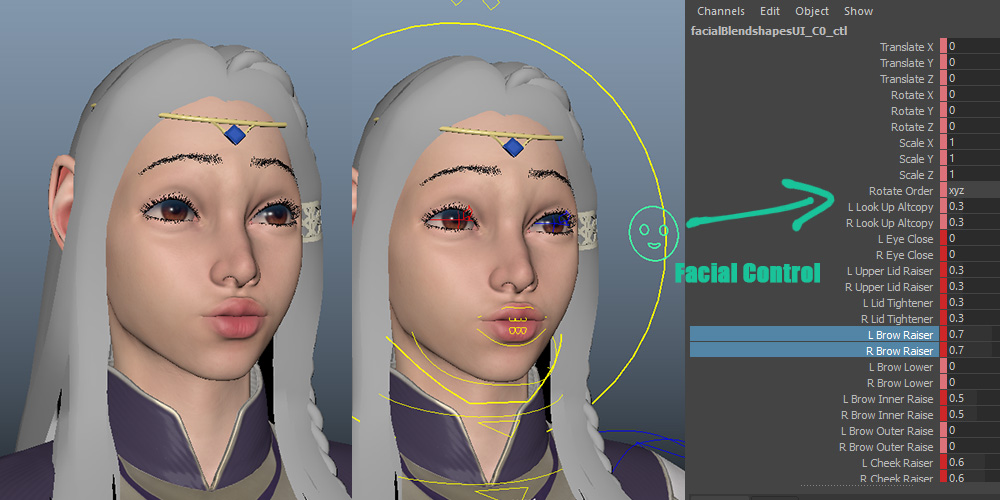 Channels Edit Object Show
facialBlendshapesUI_C0_ctl
Translate X 0
Translate Y 0
Translate Z 0
Rotate X 0
Rotate Y 0
Rotate Z 0
Scale X 1
Scale Y 1
Scale Z 1
Rotate Order xyz
L Look Up Altcopy 0.3
R Look Up Altcopy 0.3
L Eye Close 0
R Eye Close 0
Facial Control
L Upper Lid Raiser 0.3
R Upper Lid Raiser 0.3
L Lid Tightener 0.3
R Lid Tightener 0.3
L Brow Raiser 0.7
R Brow Raiser 0.7
L Brow Lower 0
R Brow Lower 0
L Brow Inner Raise 0.5
R Brow Inner Raise 0.5
L Brow Outer Raise 0
R Brow Outer Raise 0
L Cheek Raiser 0.6
R Cheek Raiser 0.6